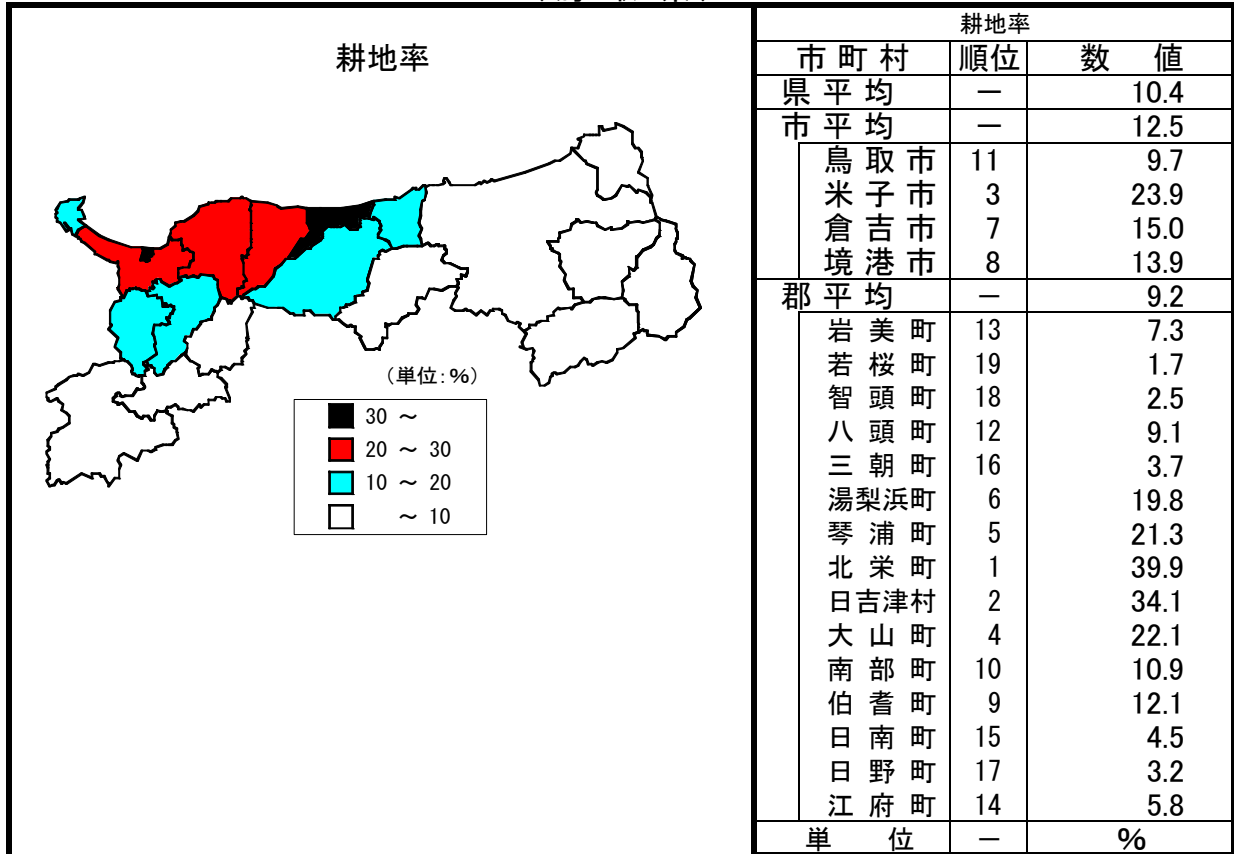 耕地率
(単位:%)
30 ～
20 ～ 30
10 ～ 20
～ 10
耕地率
市町村 順位 数値
県平均 － 10.4
市平均 － 12.5
鳥取市 11 9.7
米子市 3 23.9
倉吉市 7 15.0
境港市 8 13.9
郡平均 － 9.2
岩美町 13 7.3
若桜町 19 1.7
智頭町 18 2.5
八頭町 12 9.1
三朝町 16 3.7
湯梨浜町 6 19.8
琴浦町 5 21.3
北栄町 1 39.9
日吉津村 2 34.1
大山町 4 22.1
南部町 10 10.9
伯耆町 9 12.1
日南町 15 4.5
日野町 17 3.2
江府町 14 5.8
単位 － %